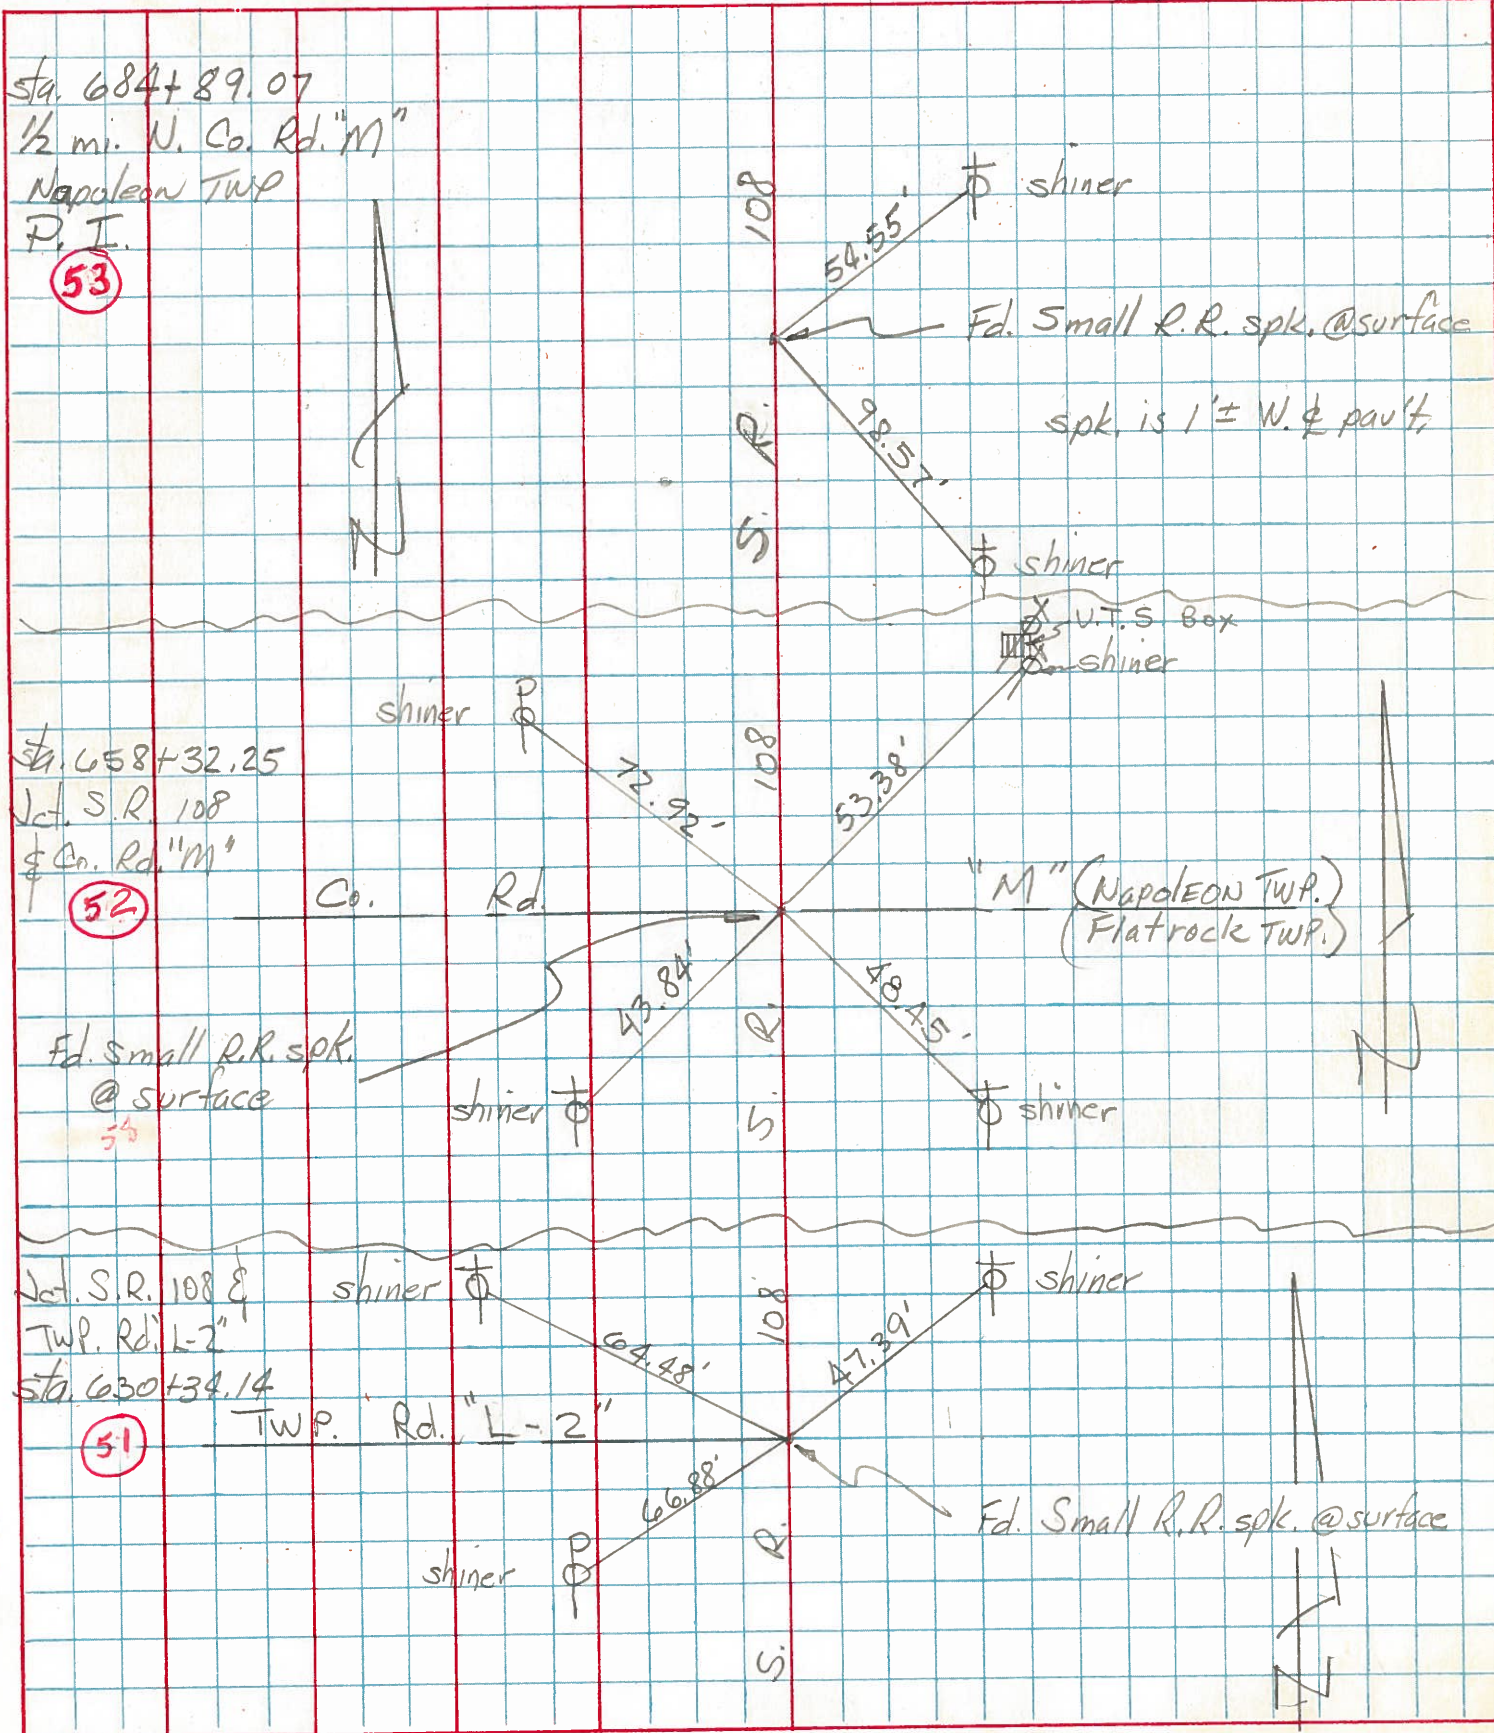 sta. 684+89.07
1/2 mi. N. Co. Rd. "M"
Napoleon TWP
P. I.
53
N
S. R. 108
54.55'
shiner
Fd. Small R.R. spk. @ surface
spk. is 1'± W. ℄ pav't.
98.57'
shiner
U.T.S Box
shiner
shiner
P
sta. 658+32.25
Jct. S.R. 108
& Co. Rd. "M"
52
72.92'
53.38'
S. R. 108
Co. Rd. "M" (Napoleon TWP.)
(Flatrock TWP.)
43.84'
48.45'
Fd. small R.R. spk.
@ surface
shiner
shiner
N
Jct. S.R. 108 &
TWP. Rd. "L-2"
sta. 630+34.14
51
shiner
shiner
64.48'
47.39'
S. R. 108
TWP. Rd. "L-2"
66.88'
Fd. Small R.R. spk. @ surface
shiner
P
N